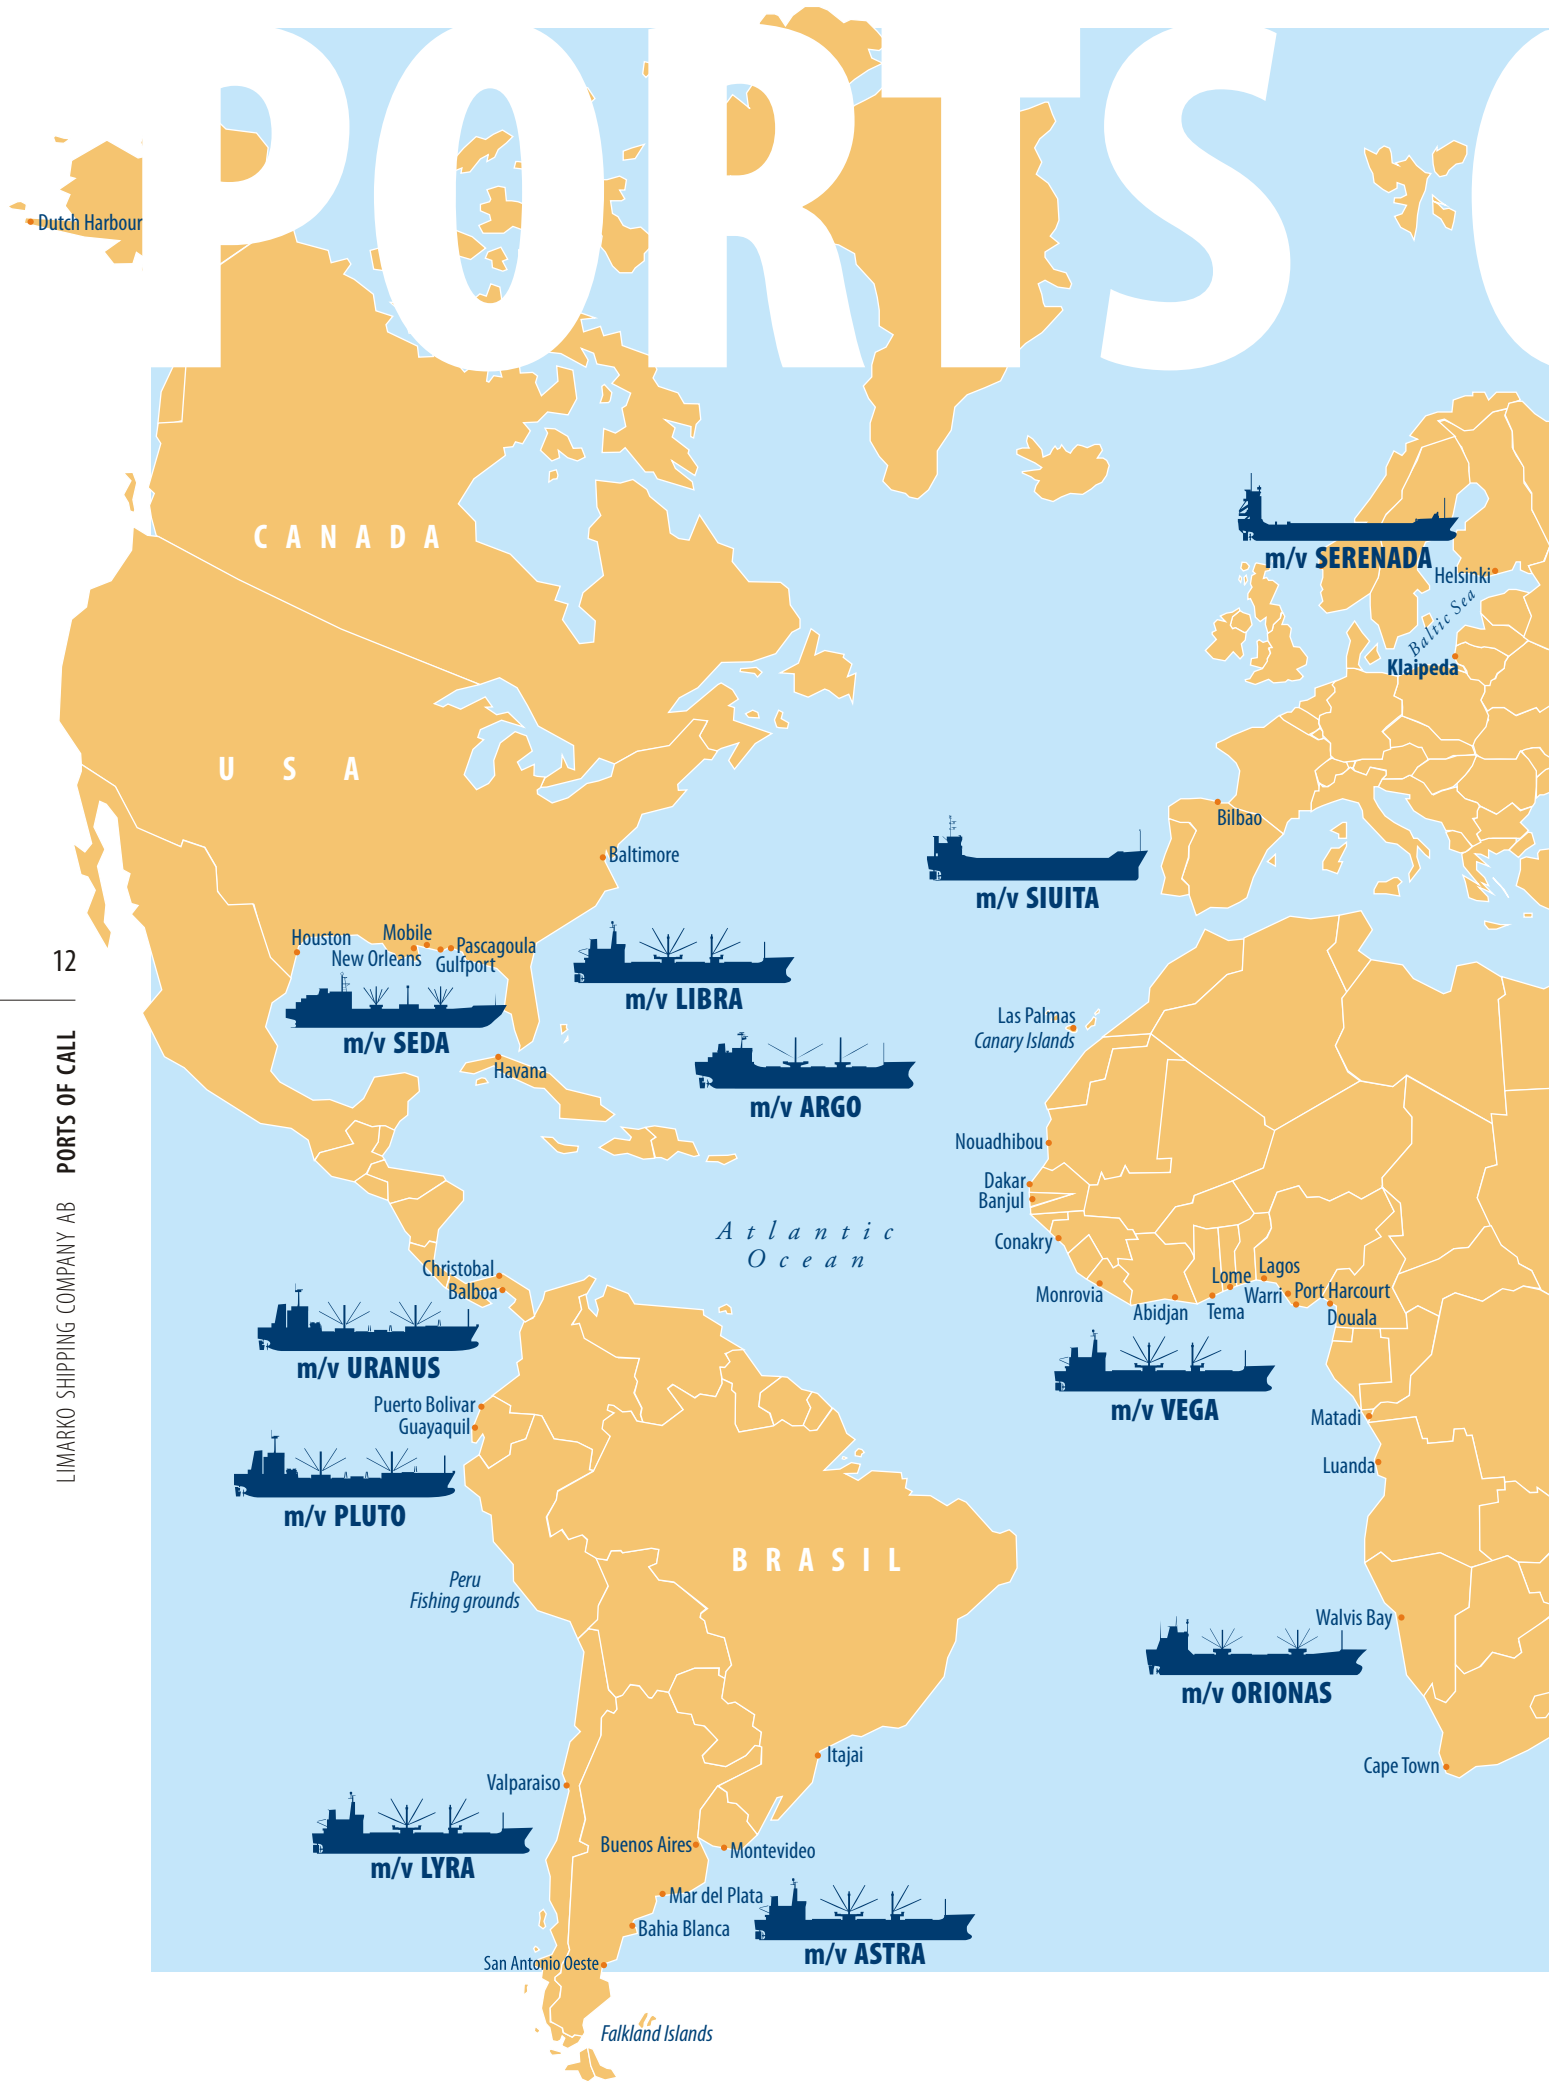 PORTS
Dutch Harbour
CANADA
m/v SERENADA
Helsinki
Baltic Sea
Klaipeda
USA
Bilbao
Baltimore
m/v SIUITA
Houston
Mobile
New Orleans
Pascagoula
Gulfport
m/v LIBRA
m/v SEDA
Havana
m/v ARGO
Las Palmas
Canary Islands
Nouadhibou
Dakar
Banjul
Atlantic
Ocean
Conakry
Monrovia
Abidjan
Tema
Lome
Lagos
Warri
Port Harcourt
Douala
Christobal
Balboa
m/v URANUS
m/v VEGA
Puerto Bolivar
Guayaquil
Matadi
Luanda
m/v PLUTO
BRASIL
Peru
Fishing grounds
Walvis Bay
m/v ORIONAS
Itajai
Cape Town
Valparaiso
m/v LYRA
Buenos Aires
Montevideo
Mar del Plata
Bahia Blanca
m/v ASTRA
San Antonio Oeste
Falkland Islands
12
LIMARKO SHIPPING COMPANY AB PORTS OF CALL